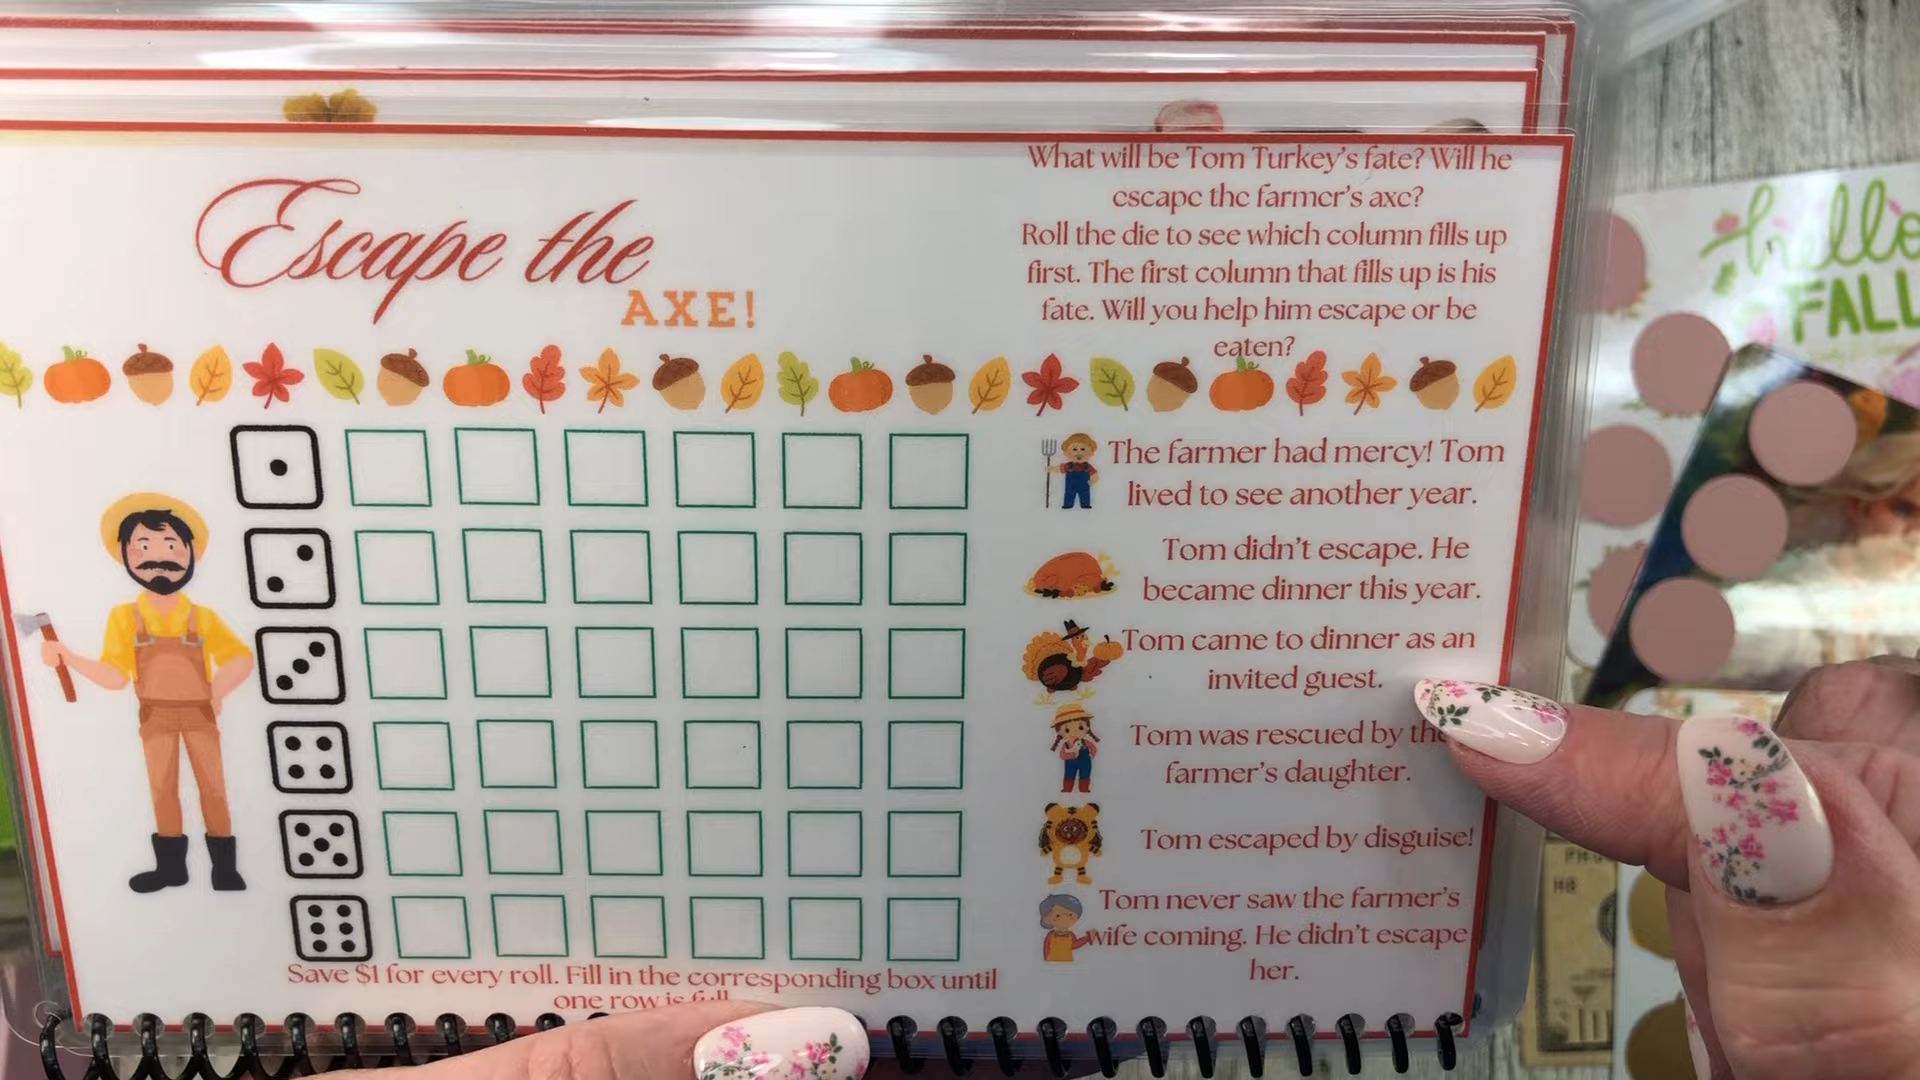 What will be Tom Turkey's fate? Will he
escape the farmer's axe?
Roll the die to see which column fills up
first. The first column that fills up is his
fate. Will you help him escape or be
eaten?
Escape the
AXE!
The farmer had mercy! Tom
lived to see another year.
Tom didn't escape. He
became dinner this year.
Tom came to dinner as an
invited guest.
Tom was rescued by the
farmer's daughter.
Tom escaped by disguise!
Tom never saw the farmer's
wife coming. He didn't escape
her.
Save $1 for every roll. Fill in the corresponding box until
one row is full
hello
FALL